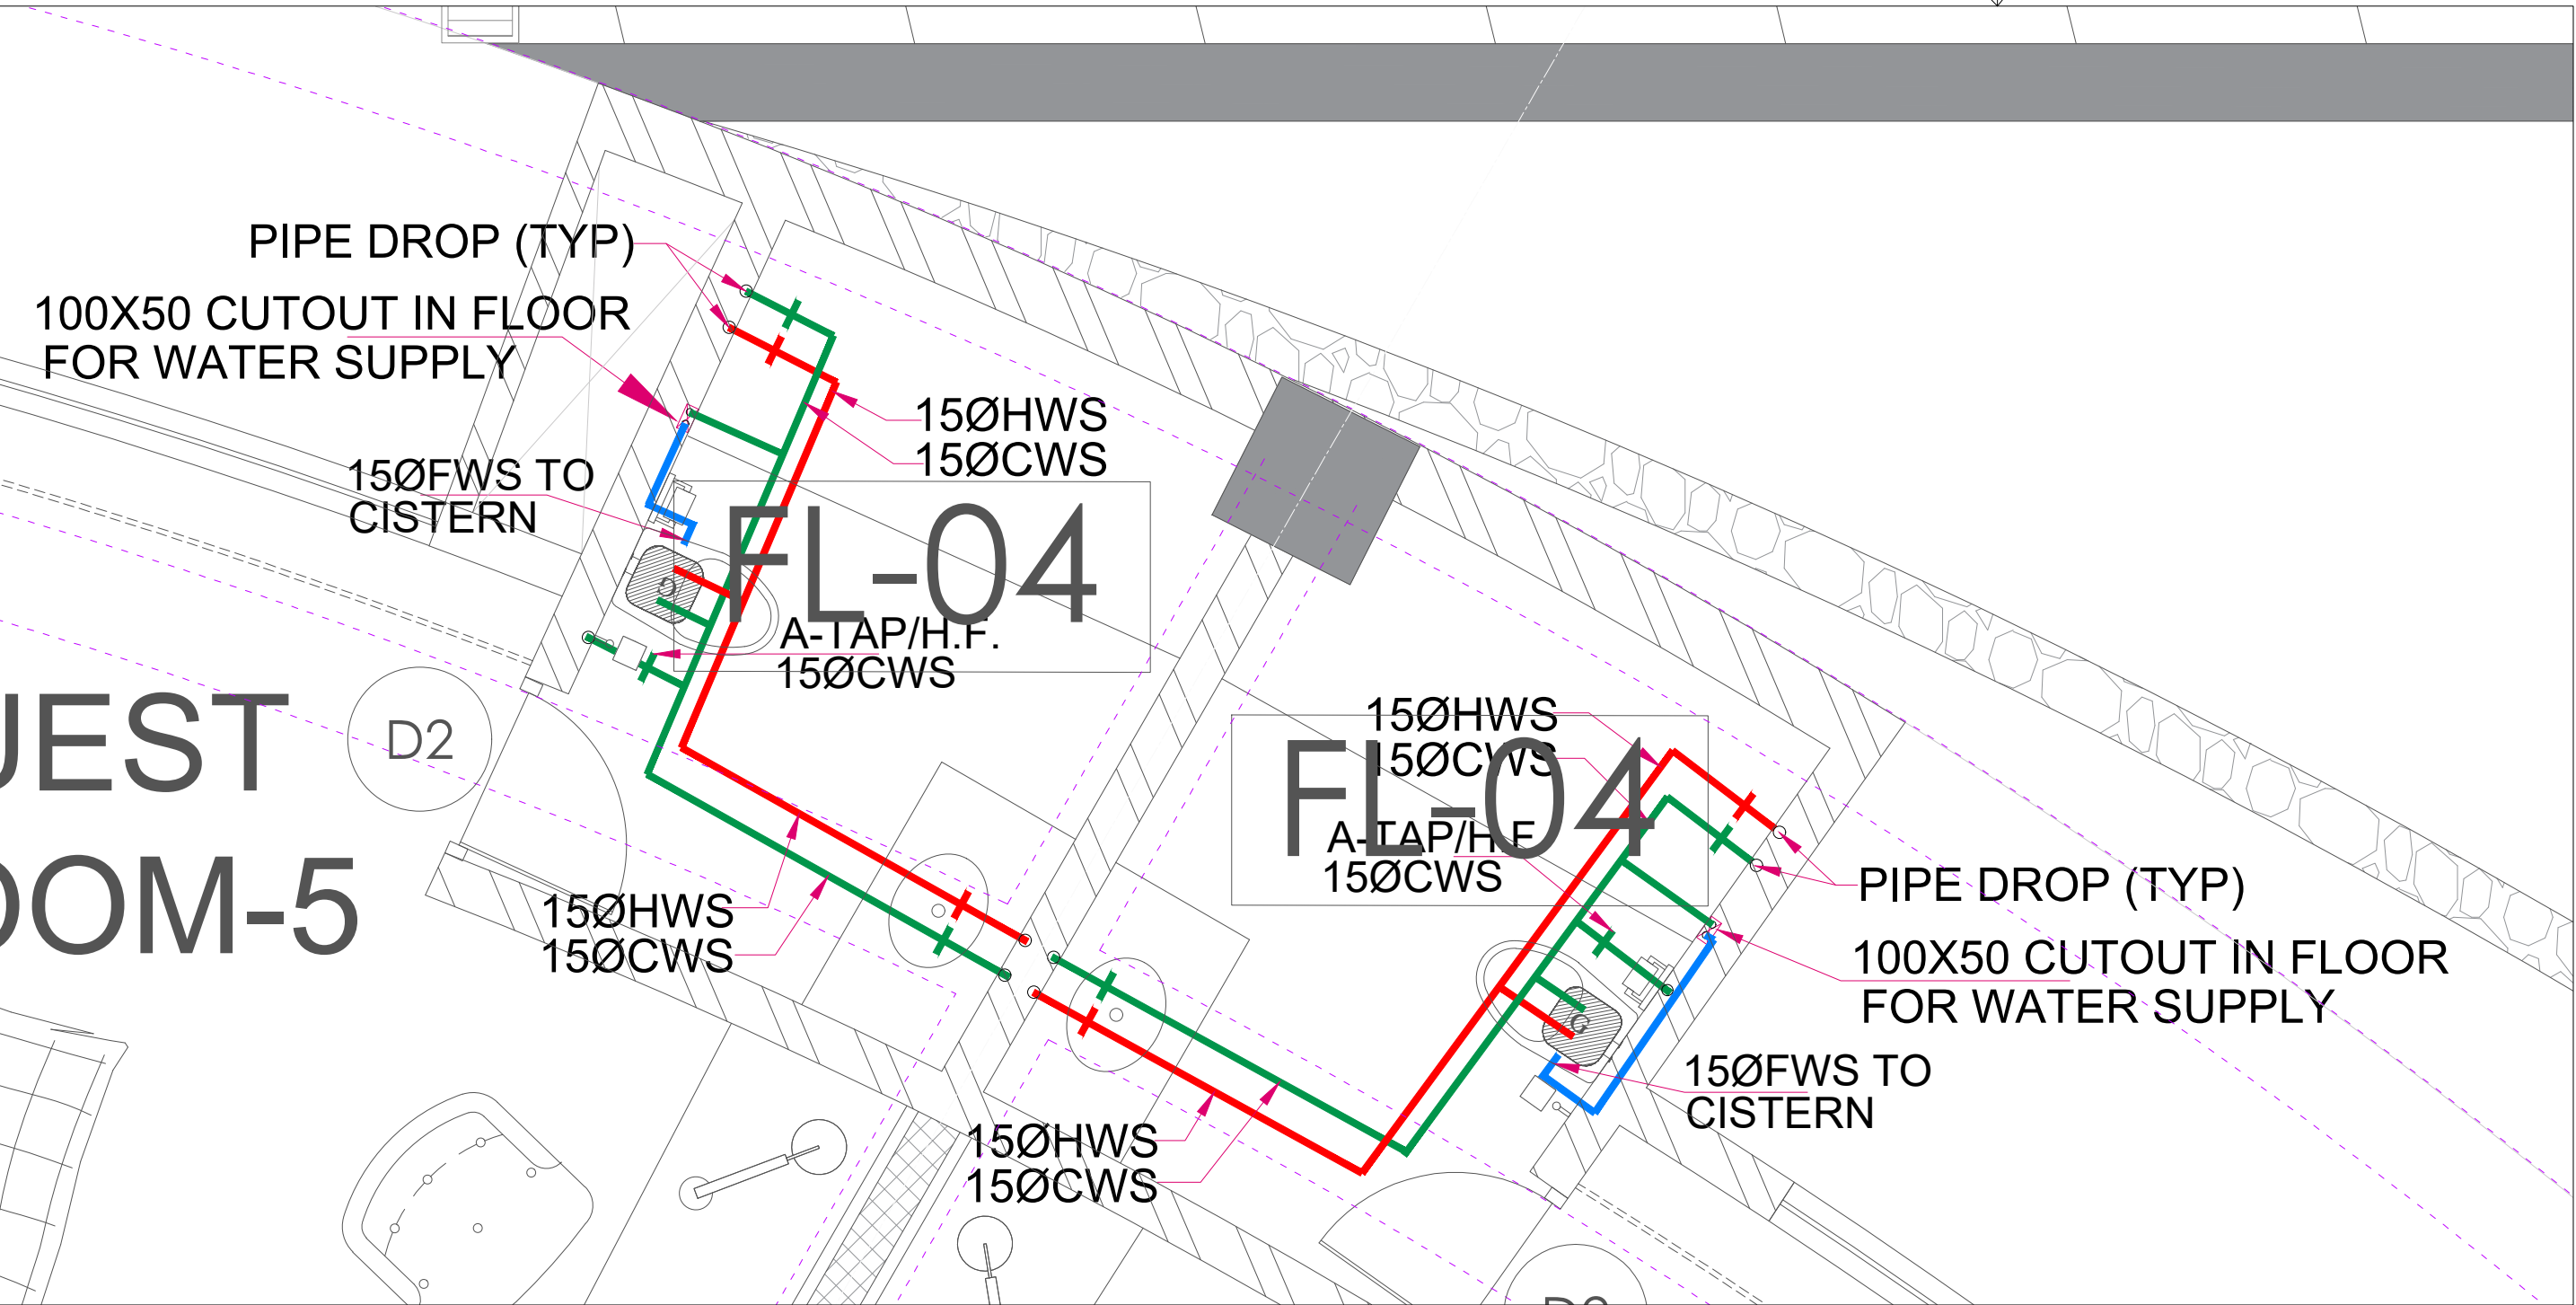 PIPE DROP (TYP)
100X50 CUTOUT IN FLOOR
FOR WATER SUPPLY
15ØHWS
15ØCWS
15ØFWS TO
CISTERN
FL-04
A-TAP/H.F.
15ØCWS
UEST
OOM-5
D2
G
15ØHWS
15ØCWS
15ØHWS
15ØCWS
FL-04
A-TAP/H.F
15ØCWS
PIPE DROP (TYP)
100X50 CUTOUT IN FLOOR
FOR WATER SUPPLY
G
15ØFWS TO
CISTERN
15ØHWS
15ØCWS
D2